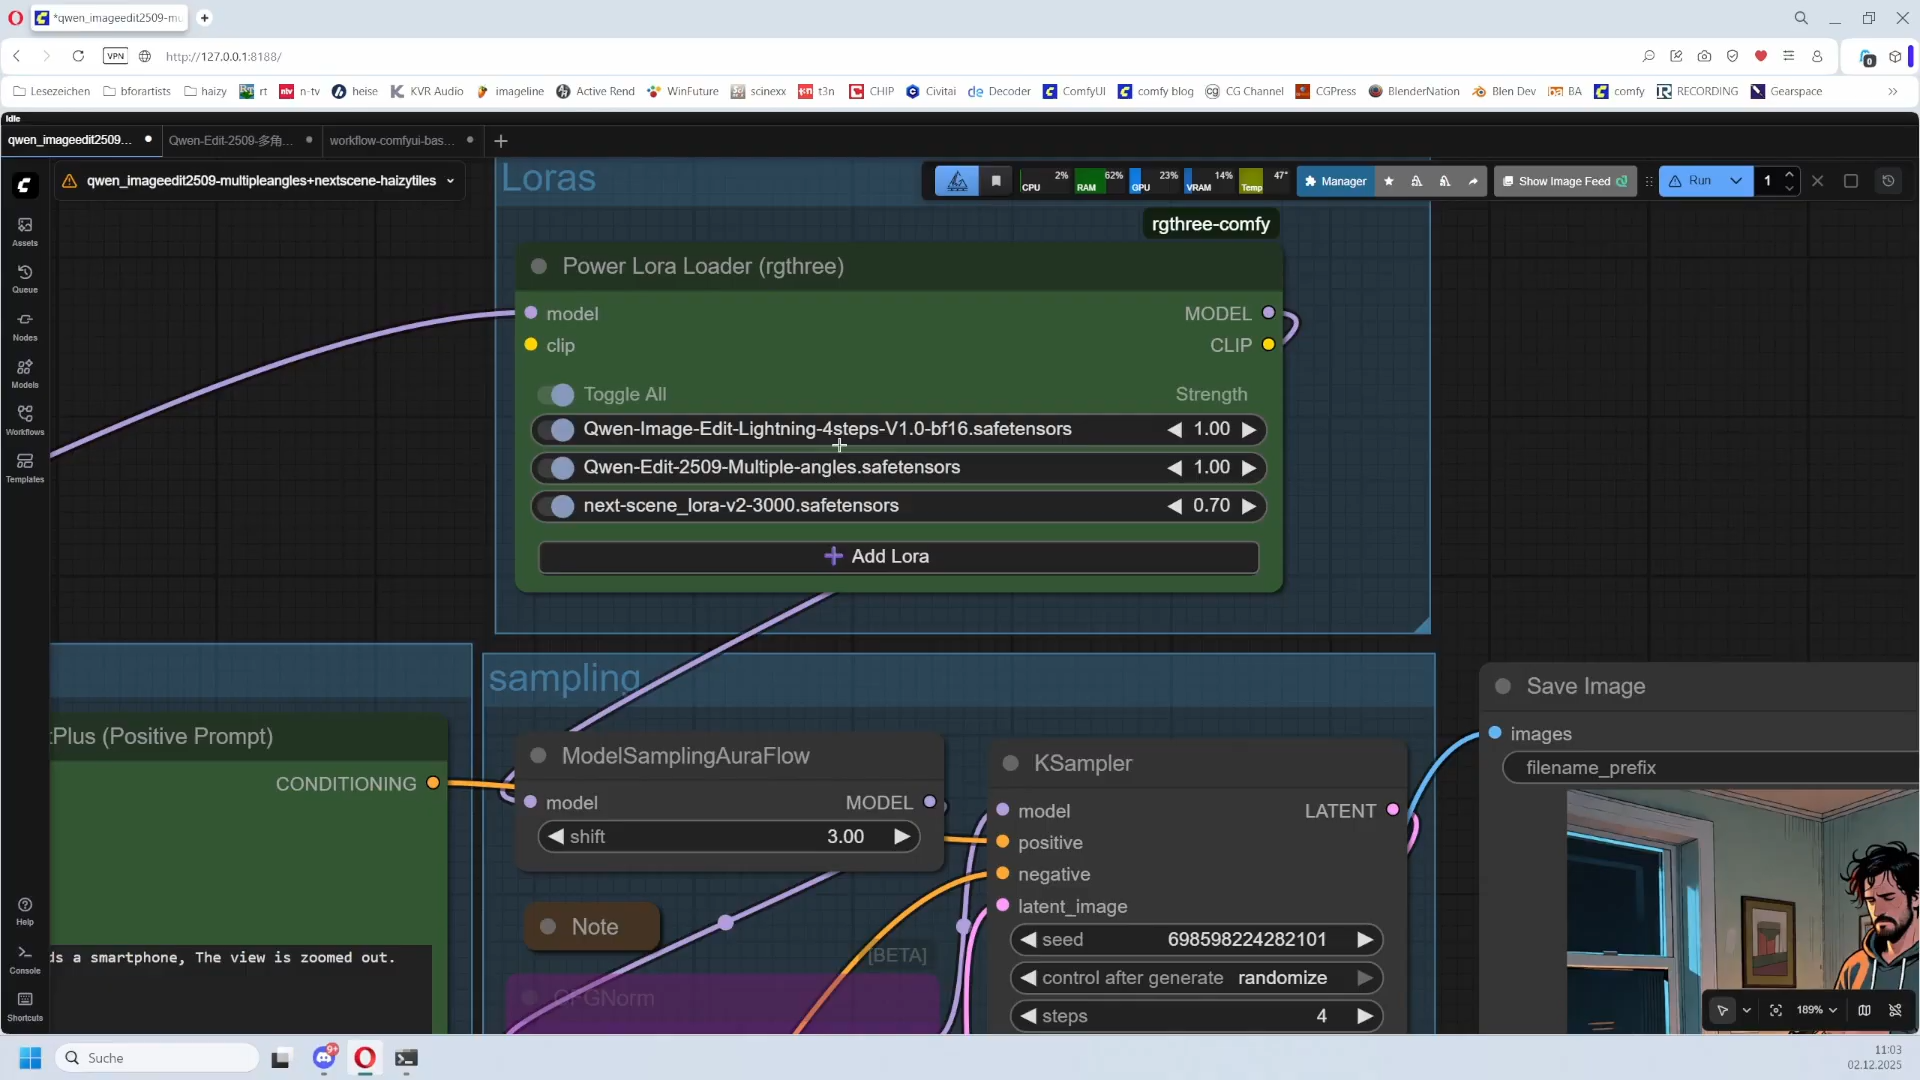 *qwen_imageedit2509-mu
VPN
http://127.0.0.1:8188/
0
Lesezeichen
bforartists
haizy
rt
n-tv
heise
KVR Audio
imageline
Active Rend
WinFuture
scinexx
t3n
CHIP
Civitai
Decoder
ComfyUI
comfy blog
CG Channel
CGPress
BlenderNation
Blen Dev
BA
comfy
RECORDING
Gearspace
Idle
qwen_imageedit2509...
Qwen-Edit-2509-多角...
workflow-comfyui-bas...
qwen_imageedit2509-multipleangles+nextscene-haizytiles
CPU 2%
RAM 62%
GPU 23%
VRAM 14%
Temp 47°
Manager
Show Image Feed
Run
1
Assets
Queue
Nodes
Models
Workflows
Templates
Help
Console
Shortcuts
Loras
rgthree-comfy
Power Lora Loader (rgthree)
model MODEL
clip CLIP
Toggle All Strength
Qwen-Image-Edit-Lightning-4steps-V1.0-bf16.safetensors 1.00
Qwen-Edit-2509-Multiple-angles.safetensors 1.00
next-scene_lora-v2-3000.safetensors 0.70
Add Lora
sampling
Plus (Positive Prompt)
CONDITIONING
ds a smartphone, The view is zoomed out.
ModelSamplingAuraFlow
model MODEL
shift 3.00
Note
[BETA]
CFGNorm
KSampler
model LATENT
positive
negative
latent_image
seed 698598224282101
control after generate randomize
steps 4
Save Image
images
filename_prefix
189%
Suche
9+
11:03
02.12.2025